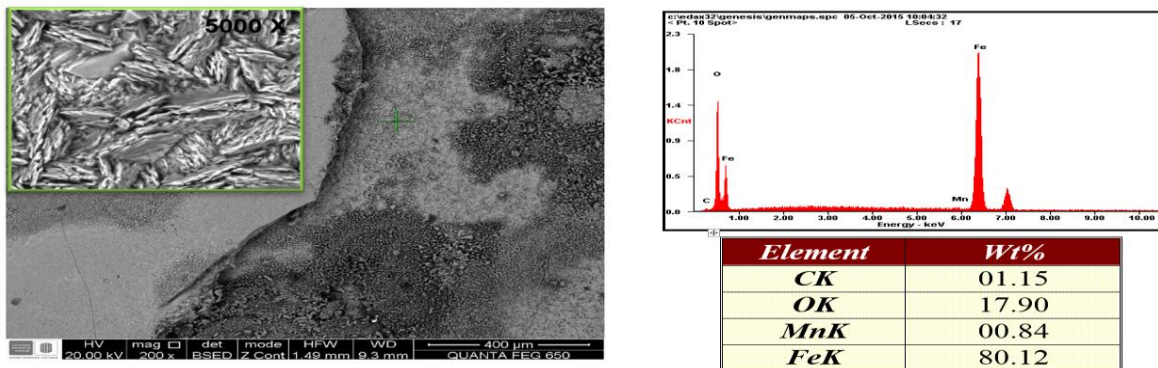 5000 X
HV mag □ det mode HFW WD 400 µm
20.00 kV 200 x BSED Z Cont 1.49 mm 9.3 mm QUANTA FEG 650
c:\edax32\genesis\genmaps.spc 05-Oct-2015 10:04:32
< Pt. 10 Spot> LSecs : 17
2.3
1.8
1.4
KCnt
0.9
0.5
0.0
C
O
Fe
Mn
Fe
1.00 2.00 3.00 4.00 5.00 6.00 7.00 8.00 9.00 10.00
Energy - keV
Element Wt%
CK 01.15
OK 17.90
MnK 00.84
FeK 80.12